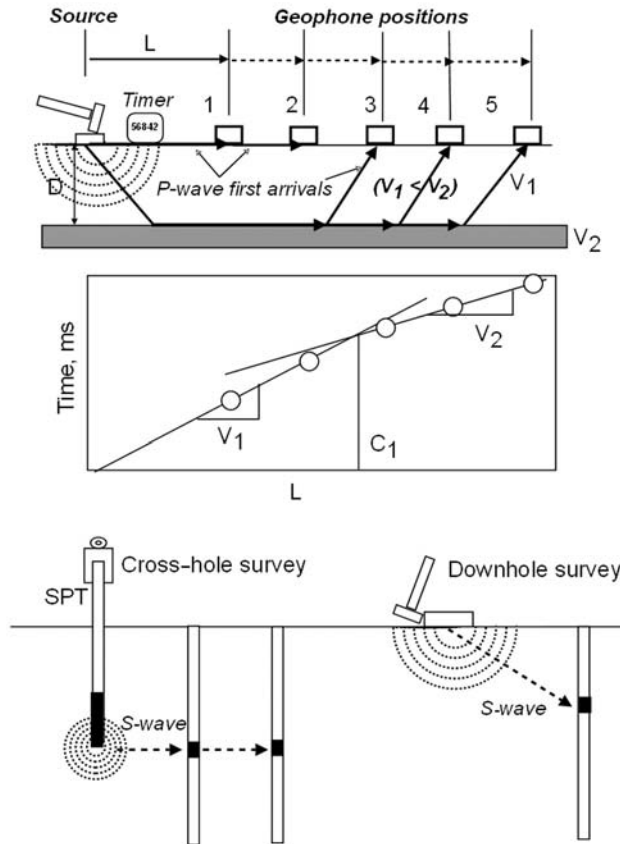 Source Geophone positions
L
Timer 1 2 3 4 5
56842
D P-wave first arrivals (V1 < V2) V1
V2
Time, ms
V2
V1 C1
L
Cross-hole survey Downhole survey
SPT
S-wave S-wave